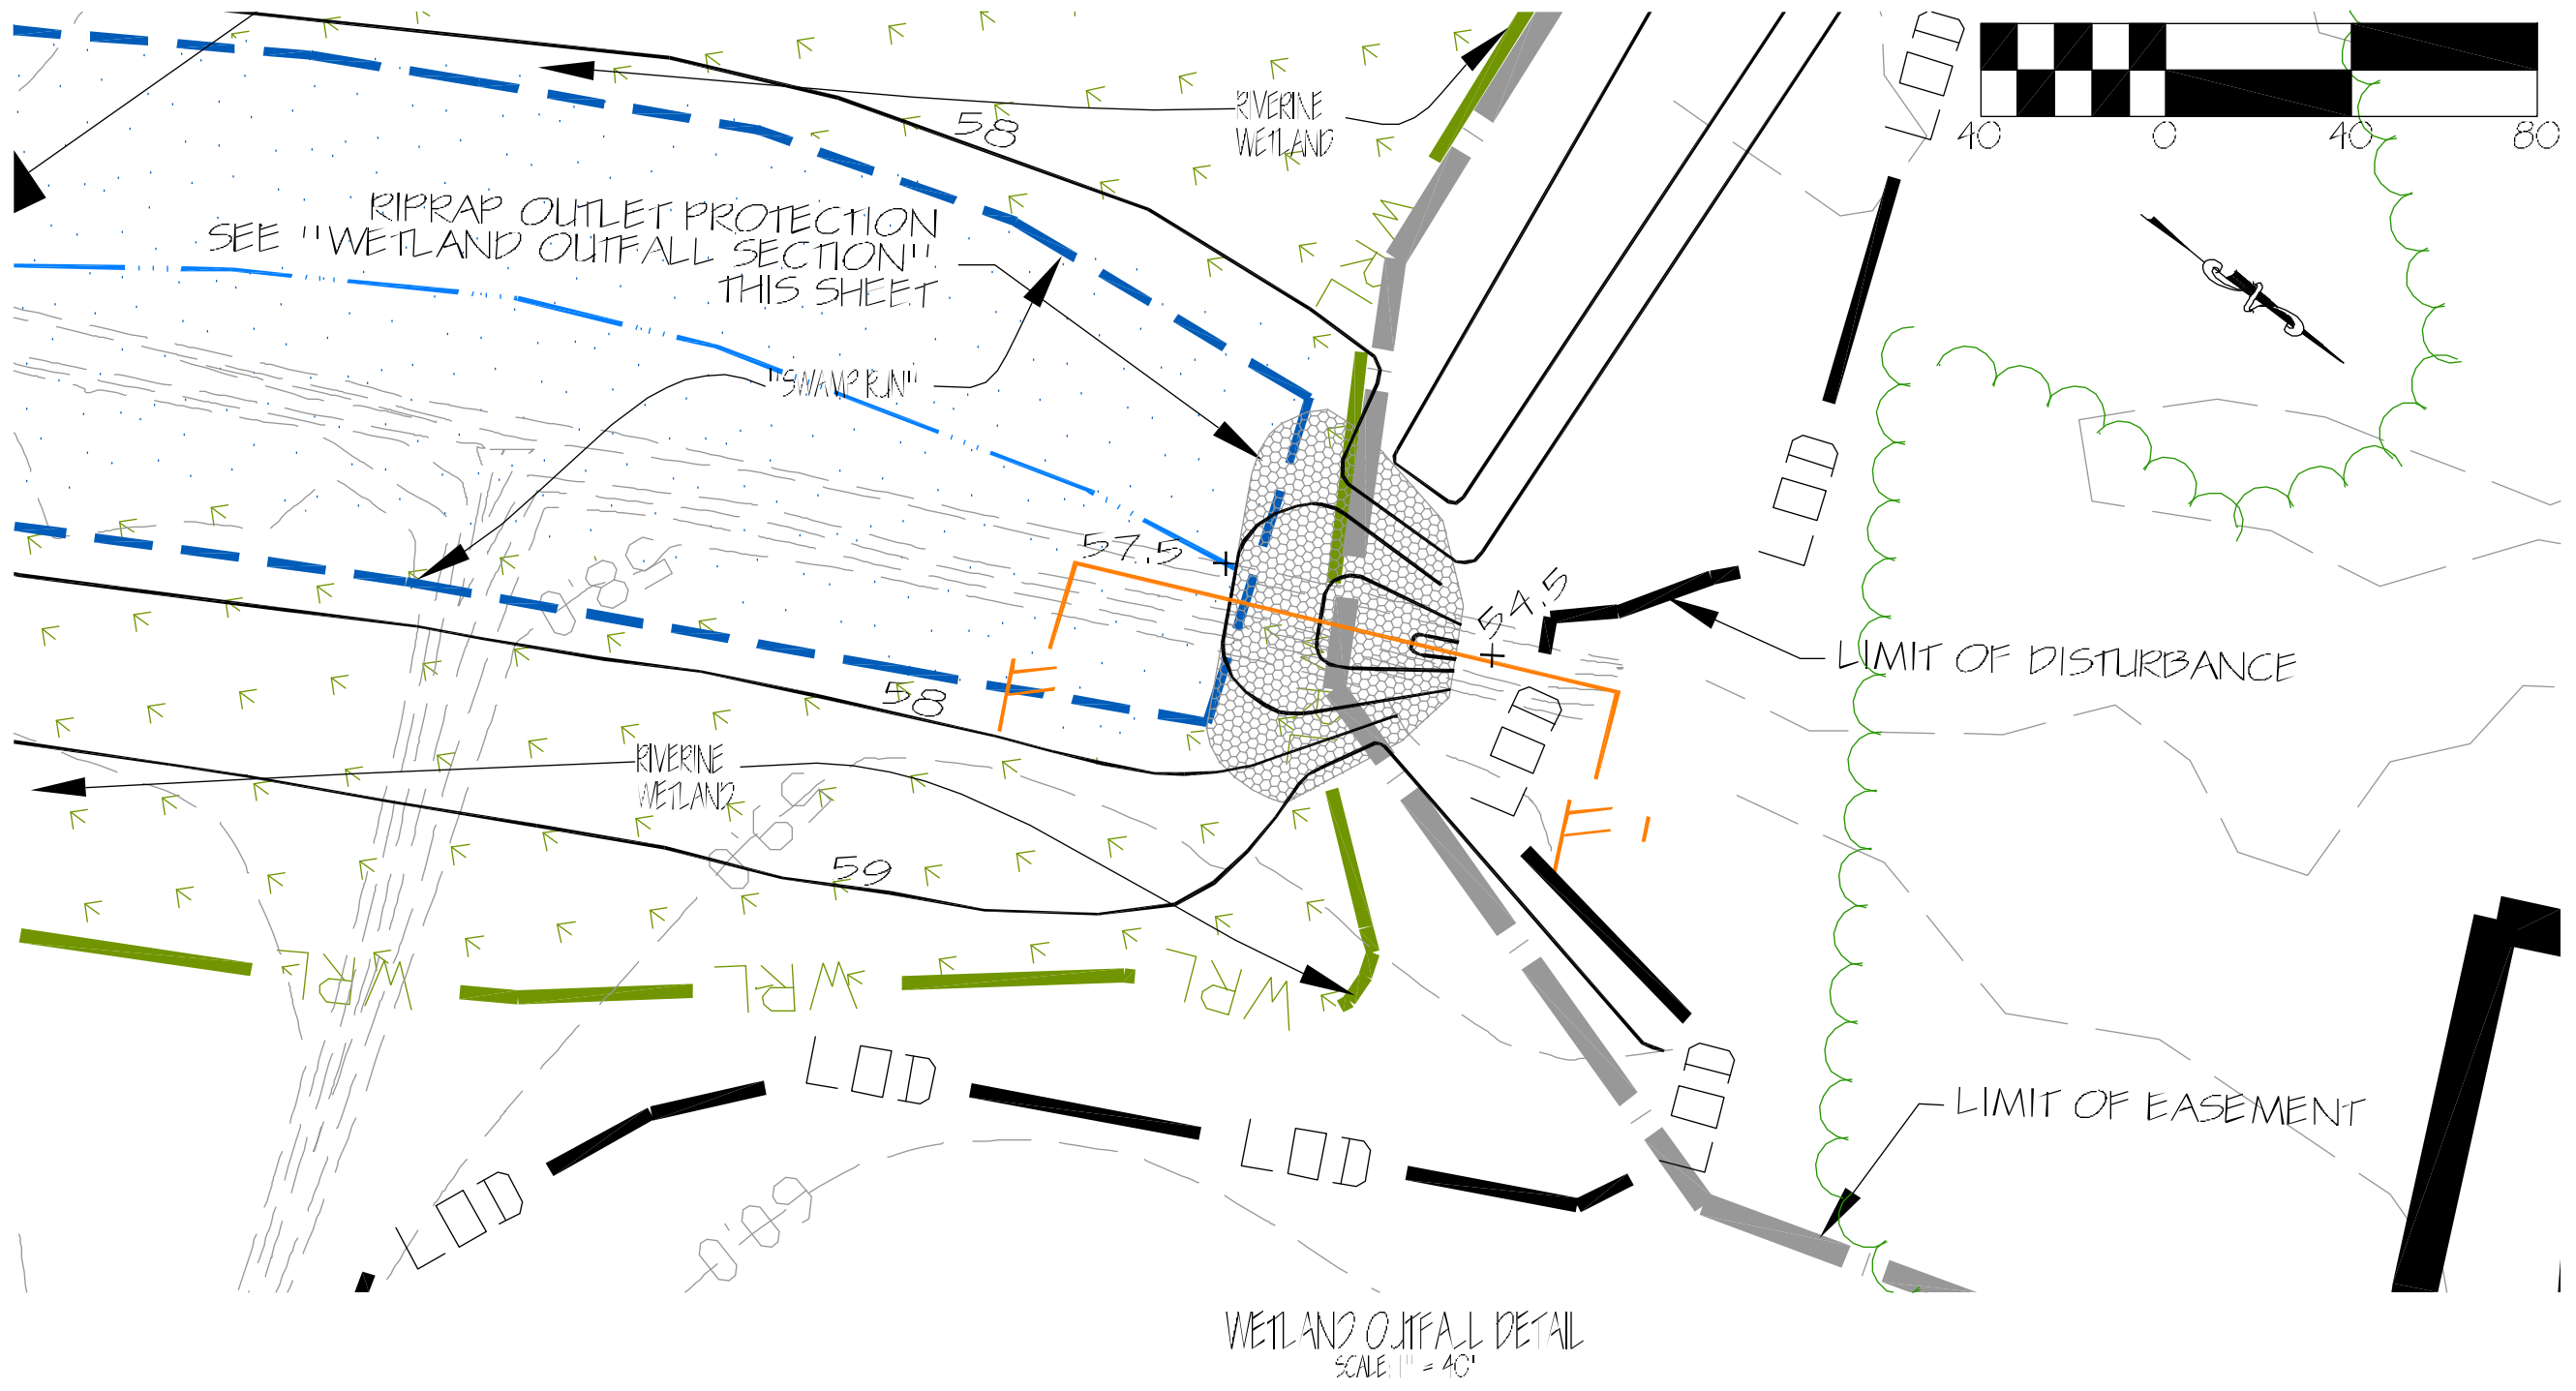 40 0 40 80
RIVERINE
WETLAND
58
RIPRAP OUTLET PROTECTION
SEE "WETLAND OUTFALL SECTION"
THIS SHEET
"SWAMP RUN"
57.5
54.5
LIMIT OF DISTURBANCE
58
RIVERINE
WETLAND
59
WRL
WRL
WRL
WRL
LOD
LOD
LOD
LOD
LOD
LOD
LOD
LIMIT OF EASEMENT
WETLAND OUTFALL DETAIL
SCALE: 1" = 40'